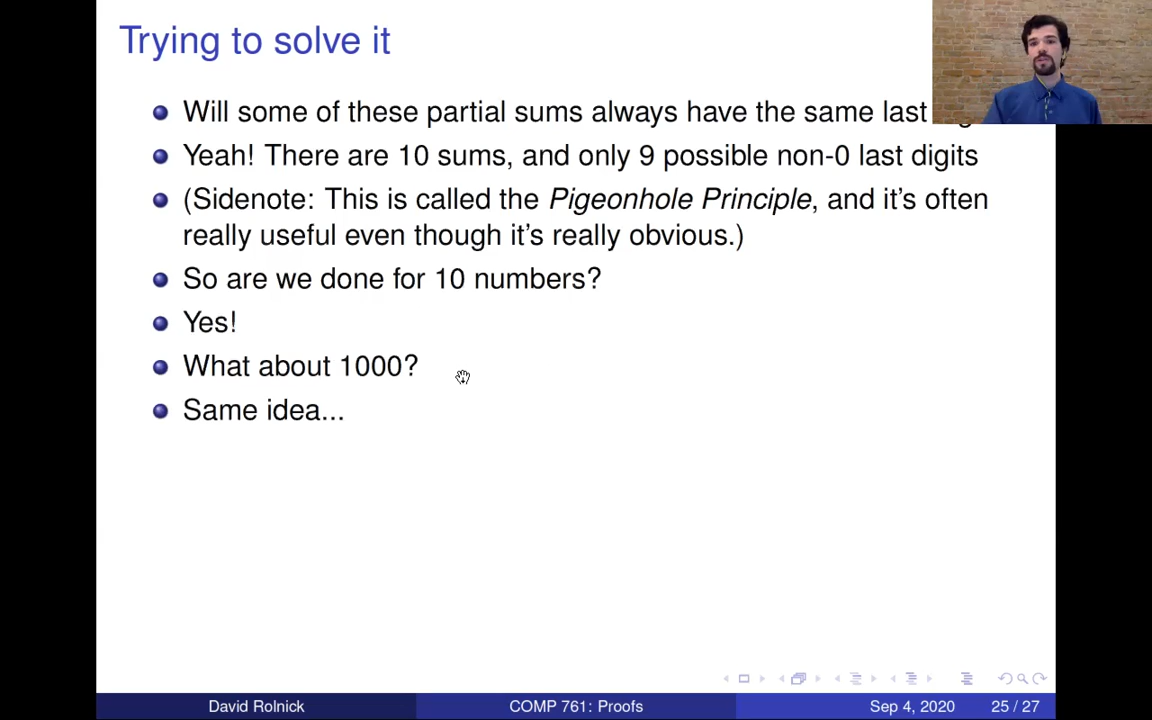 Trying to solve it
Will some of these partial sums always have the same last
Yeah! There are 10 sums, and only 9 possible non-0 last digits
(Sidenote: This is called the Pigeonhole Principle, and it's often
really useful even though it's really obvious.)
So are we done for 10 numbers?
Yes!
What about 1000?
Same idea...
David Rolnick
COMP 761: Proofs
Sep 4, 2020
25 / 27